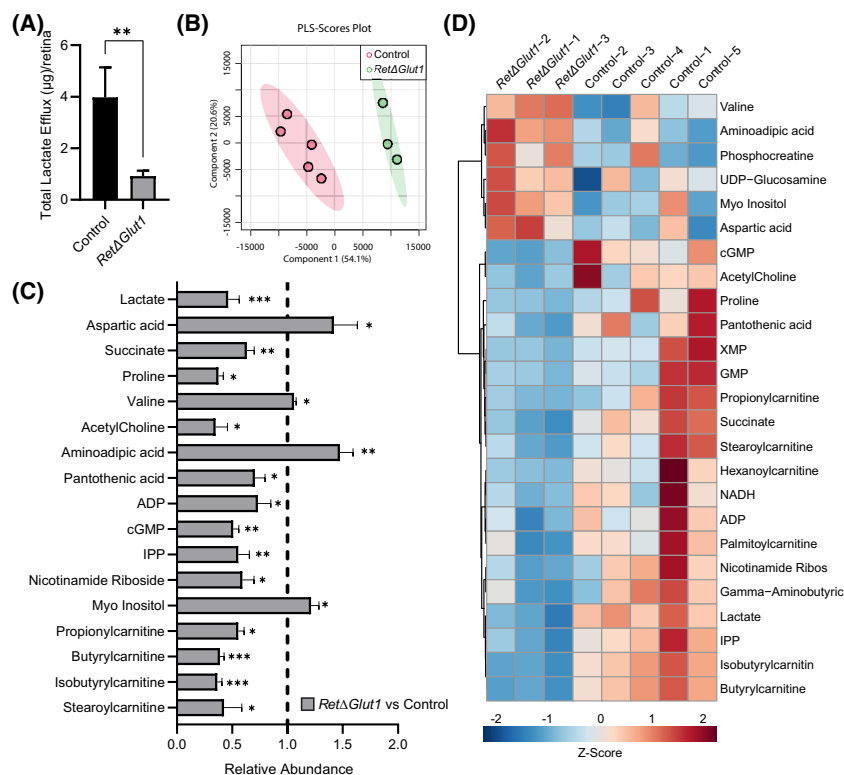 (A)
**
Total Lactate Efflux (µg)/retina
6
4
2
0
Control
RetΔGlut1
(B)
PLS-Scores Plot
Control
RetΔGlut1
Component 2 (20.6%)
15000
10000
5000
0
-5000
-10000
-15000
-15000 -10000 -5000 0 5000 10000 15000
Component 1 (54.1%)
(C)
Lactate ***
Aspartic acid *
Succinate **
Proline *
Valine *
AcetylCholine *
Aminoadipic acid **
Pantothenic acid *
ADP *
cGMP **
IPP **
Nicotinamide Riboside *
Myo Inositol *
Propionylcarnitine *
Butyrylcarnitine ***
Isobutyrylcarnitine ***
Stearoylcarnitine *
RetΔGlut1 vs Control
0.0 0.5 1.0 1.5 2.0
Relative Abundance
(D)
RetΔGlut1-2
RetΔGlut1-1
RetΔGlut1-3
Control-2
Control-3
Control-4
Control-1
Control-5
Valine
Aminoadipic acid
Phosphocreatine
UDP-Glucosamine
Myo Inositol
Aspartic acid
cGMP
AcetylCholine
Proline
Pantothenic acid
XMP
GMP
Propionylcarnitine
Succinate
Stearoylcarnitine
Hexanoylcarnitine
NADH
ADP
Palmitoylcarnitine
Nicotinamide Ribos
Gamma-Aminobutyric
Lactate
IPP
Isobutyrylcarnitin
Butyrylcarnitine
-2 -1 0 1 2
Z-Score